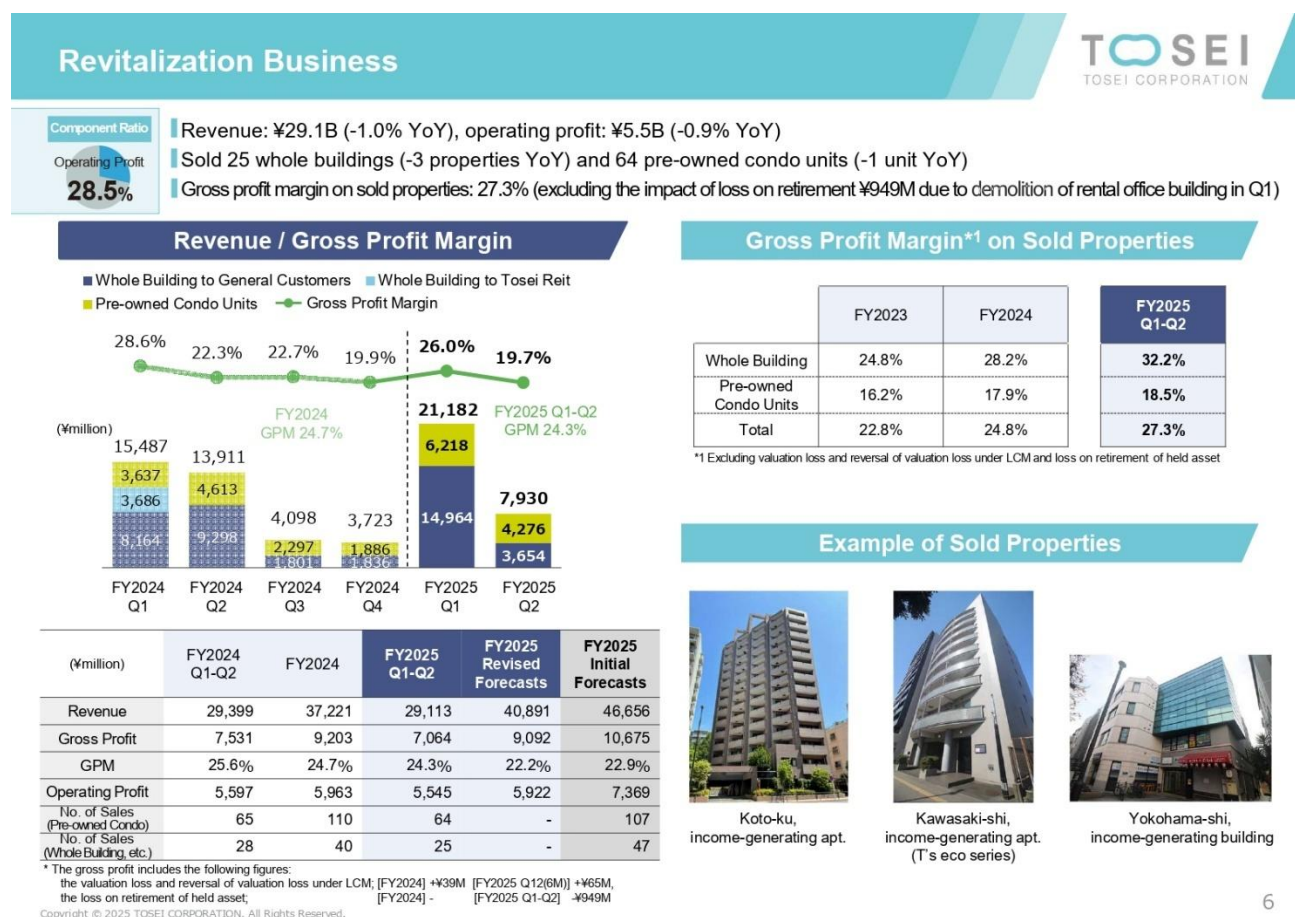 Revitalization Business
TOSEI
TOSEI CORPORATION
Component Ratio
Operating Profit
28.5%
Revenue: ¥29.1B (-1.0% YoY), operating profit: ¥5.5B (-0.9% YoY)
Sold 25 whole buildings (-3 properties YoY) and 64 pre-owned condo units (-1 unit YoY)
Gross profit margin on sold properties: 27.3% (excluding the impact of loss on retirement ¥949M due to demolition of rental office building in Q1)
Revenue / Gross Profit Margin
Whole Building to General Customers Whole Building to Tosei Reit
Pre-owned Condo Units Gross Profit Margin
28.6% 22.3% 22.7% 19.9% 26.0% 19.7%
FY2024
GPM 24.7%
FY2025 Q1-Q2
GPM 24.3%
(¥million)
15,487 13,911 4,098 3,723 21,182 7,930
3,637 4,613 2,297 1,886 6,218 4,276
3,686
8,164 9,298 1,801 1,836 14,964 3,654
FY2024 FY2024 FY2024 FY2024 FY2025 FY2025
Q1 Q2 Q3 Q4 Q1 Q2
(¥million) FY2024 Q1-Q2 FY2024 FY2025 Q1-Q2 FY2025 Revised Forecasts FY2025 Initial Forecasts
Revenue 29,399 37,221 29,113 40,891 46,656
Gross Profit 7,531 9,203 7,064 9,092 10,675
GPM 25.6% 24.7% 24.3% 22.2% 22.9%
Operating Profit 5,597 5,963 5,545 5,922 7,369
No. of Sales (Pre-owned Condo) 65 110 64 - 107
No. of Sales (Whole Building, etc.) 28 40 25 - 47
* The gross profit includes the following figures:
the valuation loss and reversal of valuation loss under LCM; [FY2024] +¥39M [FY2025 Q12(6M)] +¥65M,
the loss on retirement of held asset; [FY2024] - [FY2025 Q1-Q2] -¥949M
Copyright © 2025 TOSEI CORPORATION. All Rights Reserved.
Gross Profit Margin*1 on Sold Properties
FY2023 FY2024 FY2025 Q1-Q2
Whole Building 24.8% 28.2% 32.2%
Pre-owned Condo Units 16.2% 17.9% 18.5%
Total 22.8% 24.8% 27.3%
*1 Excluding valuation loss and reversal of valuation loss under LCM and loss on retirement of held asset
Example of Sold Properties
Koto-ku,
income-generating apt.
Kawasaki-shi,
income-generating apt.
(T's eco series)
Yokohama-shi,
income-generating building
6